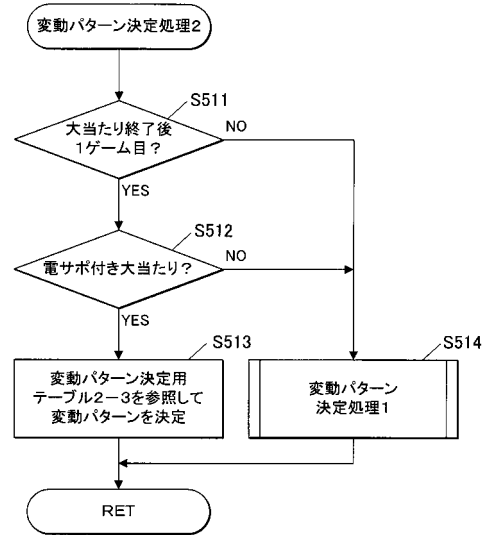 変動パターン決定処理2
S511
大当たり終了後
1ゲーム目?
NO
YES
S512
電サポ付き大当たり?
NO
YES
S513
変動パターン決定用
テーブル2-3を参照して
変動パターンを決定
S514
変動パターン
決定処理1
RET